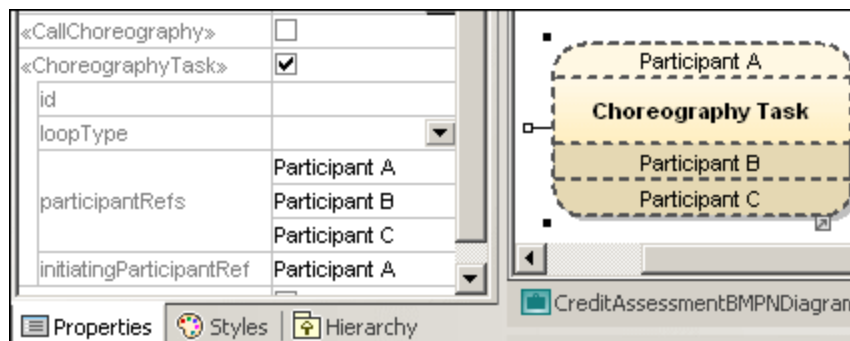 «CallChoreography»
«ChoreographyTask»
id
loopType
participantRefs
Participant A
Participant B
Participant C
initiatingParticipantRef Participant A
Properties Styles Hierarchy
Participant A
Choreography Task
Participant B
Participant C
CreditAssessmentBMPNDiagram